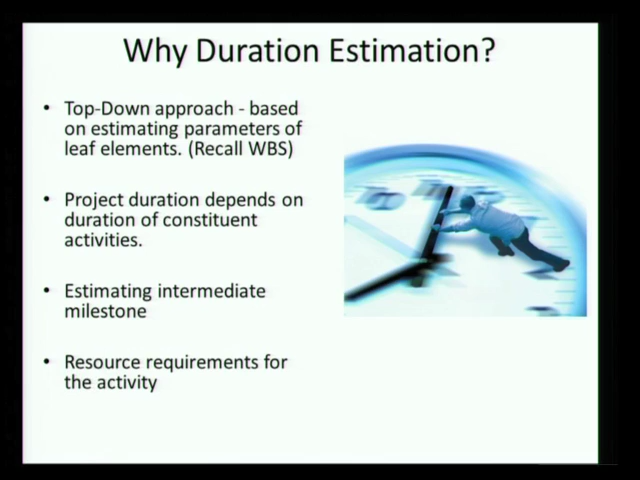 Why Duration Estimation?
• Top-Down approach - based
on estimating parameters of
leaf elements. (Recall WBS)
• Project duration depends on
duration of constituent
activities.
• Estimating intermediate
milestone
• Resource requirements for
the activity